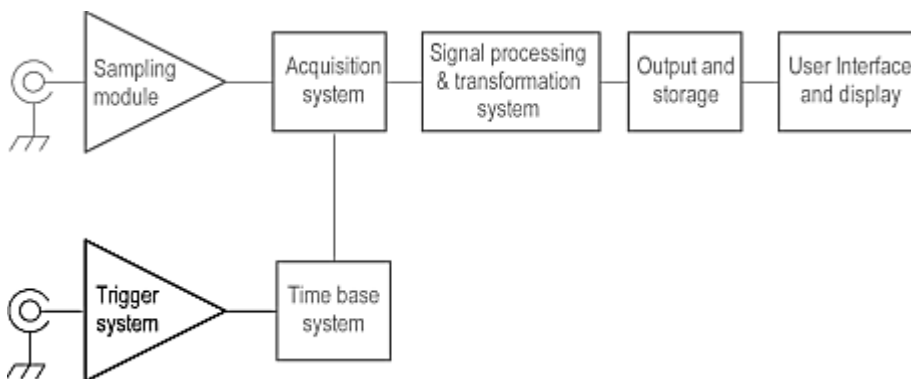 Sampling
module
Acquisition
system
Signal processing
& transformation
system
Output and
storage
User Interface
and display
Trigger
system
Time base
system